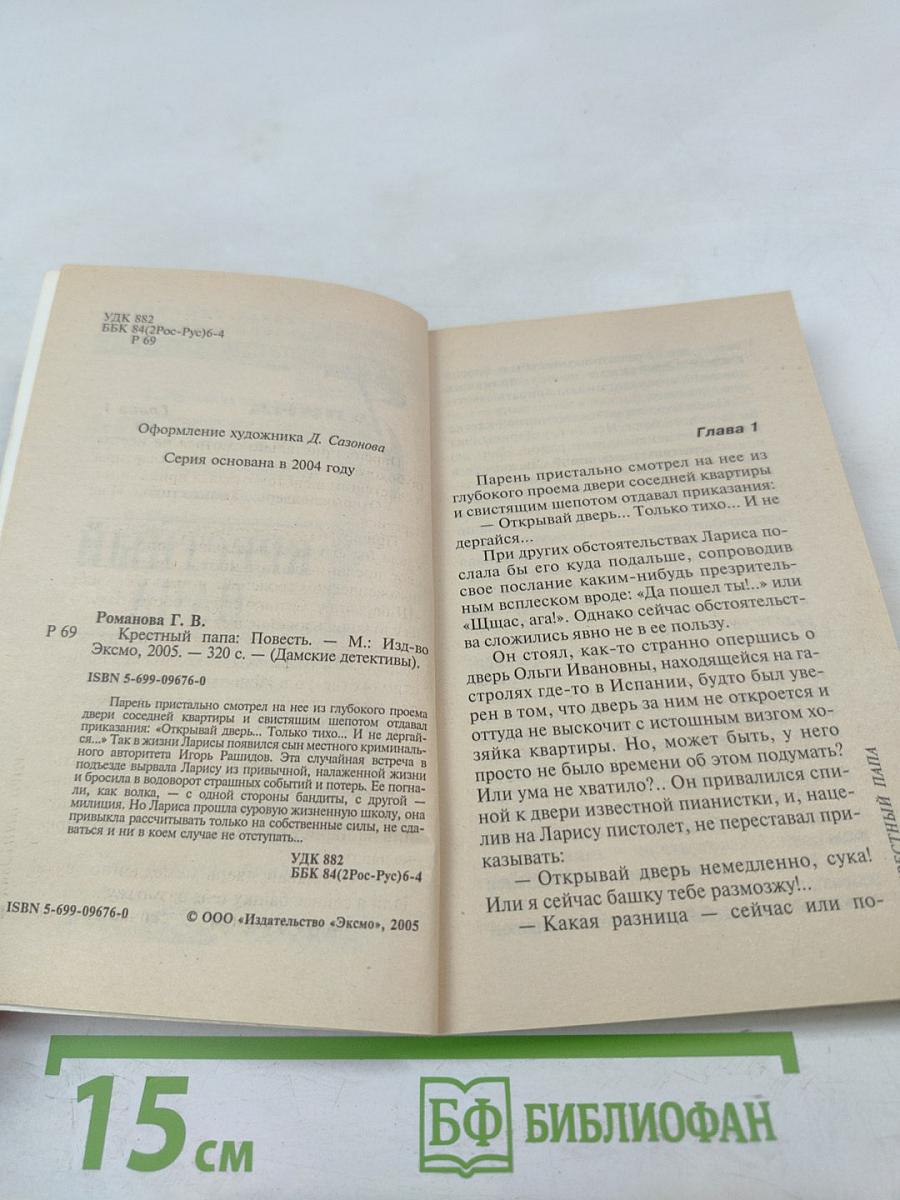 УДК 882
ББК 84(2Рос-Рус)6-4
Р 69
Оформление художника Д. Сазонова
Серия основана в 2004 году
Романова Г. В.
Р 69
Крестный папа: Повесть. — М.: Изд-во
Эксмо, 2005. — 320 с. — (Дамские детективы).
ISBN 5-699-09676-0
Парень пристально смотрел на нее из глубокого проема
двери соседней квартиры и свистящим шепотом отдавал
приказания: «Открывай дверь... Только тихо... И не дергай-
ся...» Так в жизни Ларисы появился сын местного криминаль-
ного авторитета Игорь Рашидов. Эта случайная встреча в
подъезде вырвала Ларису из привычной, налаженной жизни
и бросила в водоворот страшных событий и потерь. Ее погна-
ли, как волка, — с одной стороны бандиты, с другой —
милиция. Но Лариса прошла суровую жизненную школу, она
привыкла рассчитывать только на собственные силы, не сда-
ваться и ни в коем случае не отступать...
УДК 882
ББК 84(2Рос-Рус)6-4
ISBN 5-699-09676-0
© ООО «Издательство «Эксмо», 2005
Глава 1
Парень пристально смотрел на нее из
глубокого проема двери соседней квартиры
и свистящим шепотом отдавал приказания:
— Открывай дверь... Только тихо... И не
дергайся...
При других обстоятельствах Лариса по-
слала бы его куда подальше, сопроводив
свое послание каким-нибудь презритель-
ным всплеском вроде: «Да пошел ты!..» или
«Щщас, ага!». Однако сейчас обстоятельст-
ва сложились явно не в ее пользу.
Он стоял, как-то странно опершись о
дверь Ольги Ивановны, находящейся на га-
стролях где-то в Испании, будто был уве-
рен в том, что дверь за ним не откроется и
оттуда не выскочит с истошным визгом хо-
зяйка квартиры. Но, может быть, у него
просто не было времени об этом подумать?
Или ума не хватило?.. Он привалился спи-
ной к двери известной пианистки, и, наце-
лив на Ларису пистолет, не переставал при-
казывать:
— Открывай дверь немедленно, сука!
Или я сейчас башку тебе размозжу!..
— Какая разница — сейчас или по-
ЕСТНЫЙ ПАПА
15 см
БФ БИБЛИОФАН